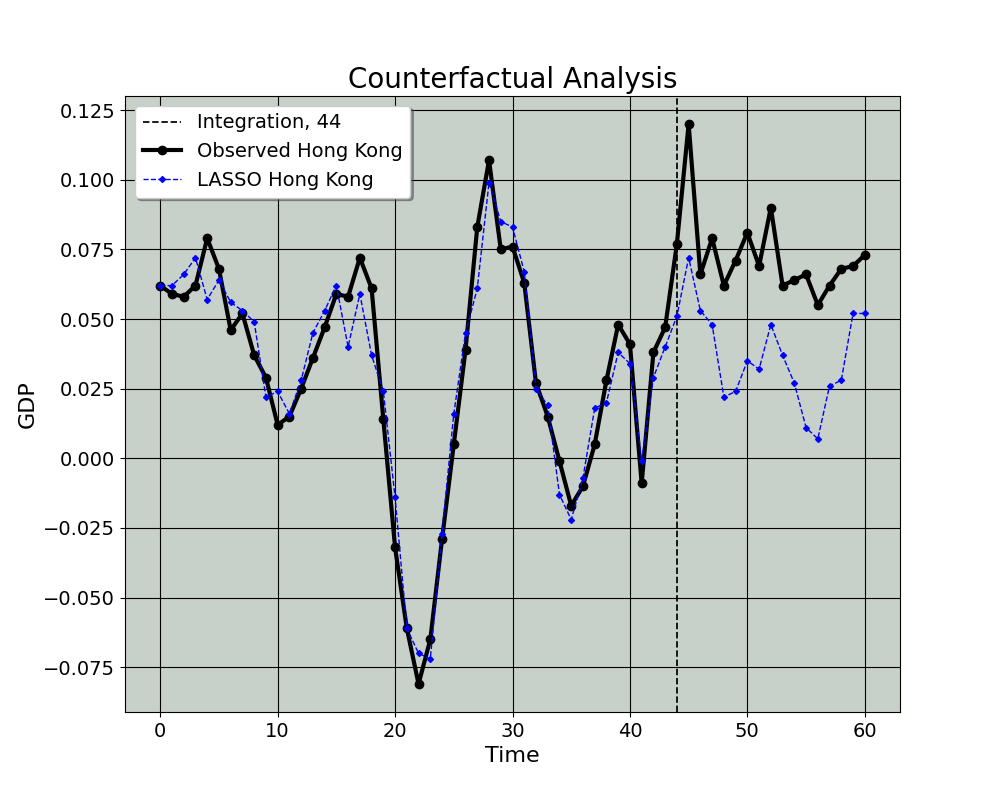 Counterfactual Analysis
Integration, 44
Observed Hong Kong
LASSO Hong Kong
0.125
0.100
0.075
0.050
0.025
0.000
−0.025
−0.050
−0.075
GDP
0 10 20 30 40 50 60
Time